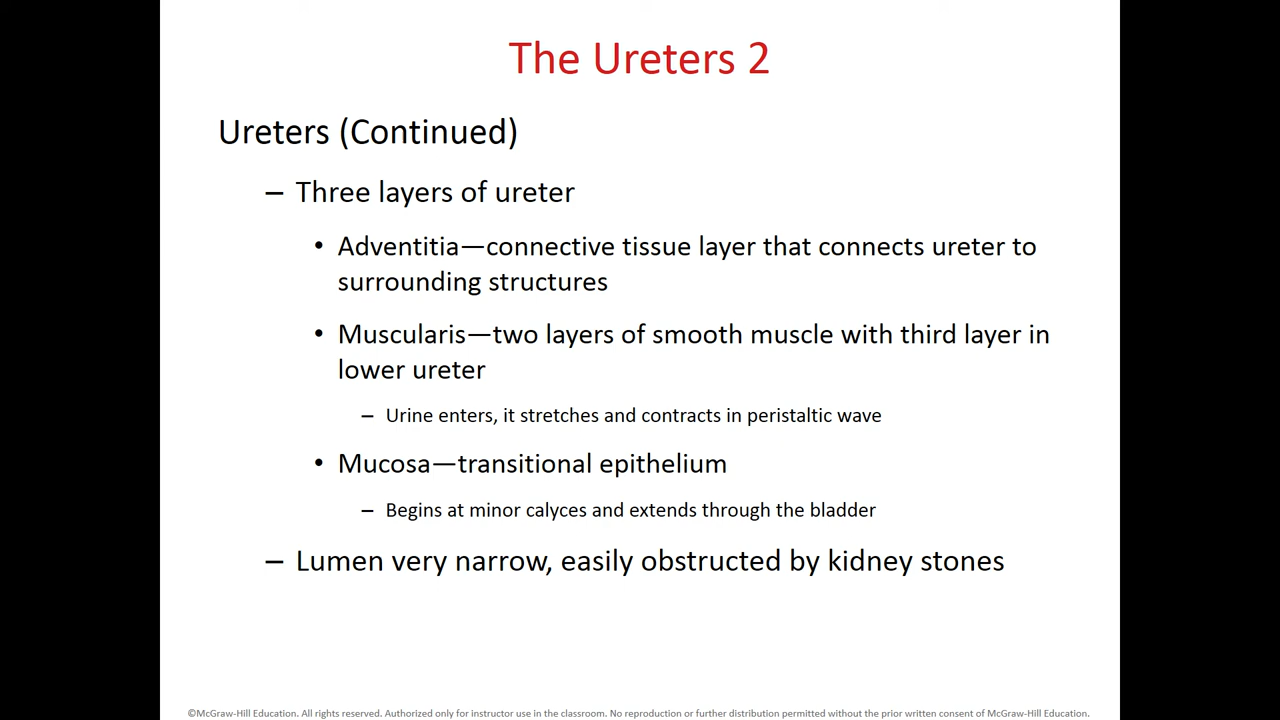 The Ureters 2
Ureters (Continued)
– Three layers of ureter
• Adventitia—connective tissue layer that connects ureter to
surrounding structures
• Muscularis—two layers of smooth muscle with third layer in
lower ureter
– Urine enters, it stretches and contracts in peristaltic wave
• Mucosa—transitional epithelium
– Begins at minor calyces and extends through the bladder
– Lumen very narrow, easily obstructed by kidney stones
©McGraw-Hill Education. All rights reserved. Authorized only for instructor use in the classroom. No reproduction or further distribution permitted without the prior written consent of McGraw-Hill Education.